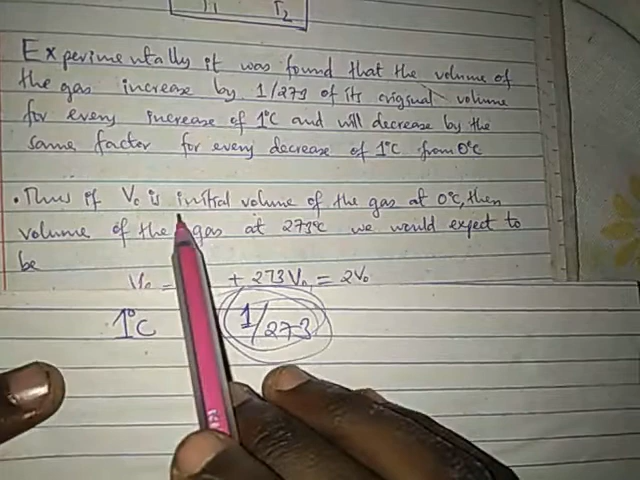 T1 T2
Experimentally it was found that the volume of
the gas increase by 1/273 of its original volume
for every increase of 1°C and will decrease by the
same factor for every decrease of 1°C from 0°C
• Thus if V0 is initial volume of the gas at 0°C, then
volume of the gas at 273°C we would expect to
be
= + 273V0 = 2V0
1°C 1/273